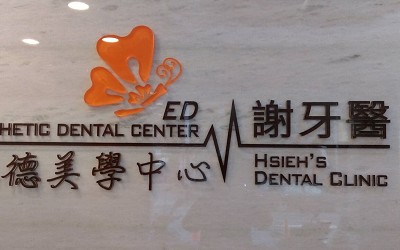 ED
HETIC DENTAL CENTER
德美學中心
謝牙醫
HSIEH'S
DENTAL CLINIC